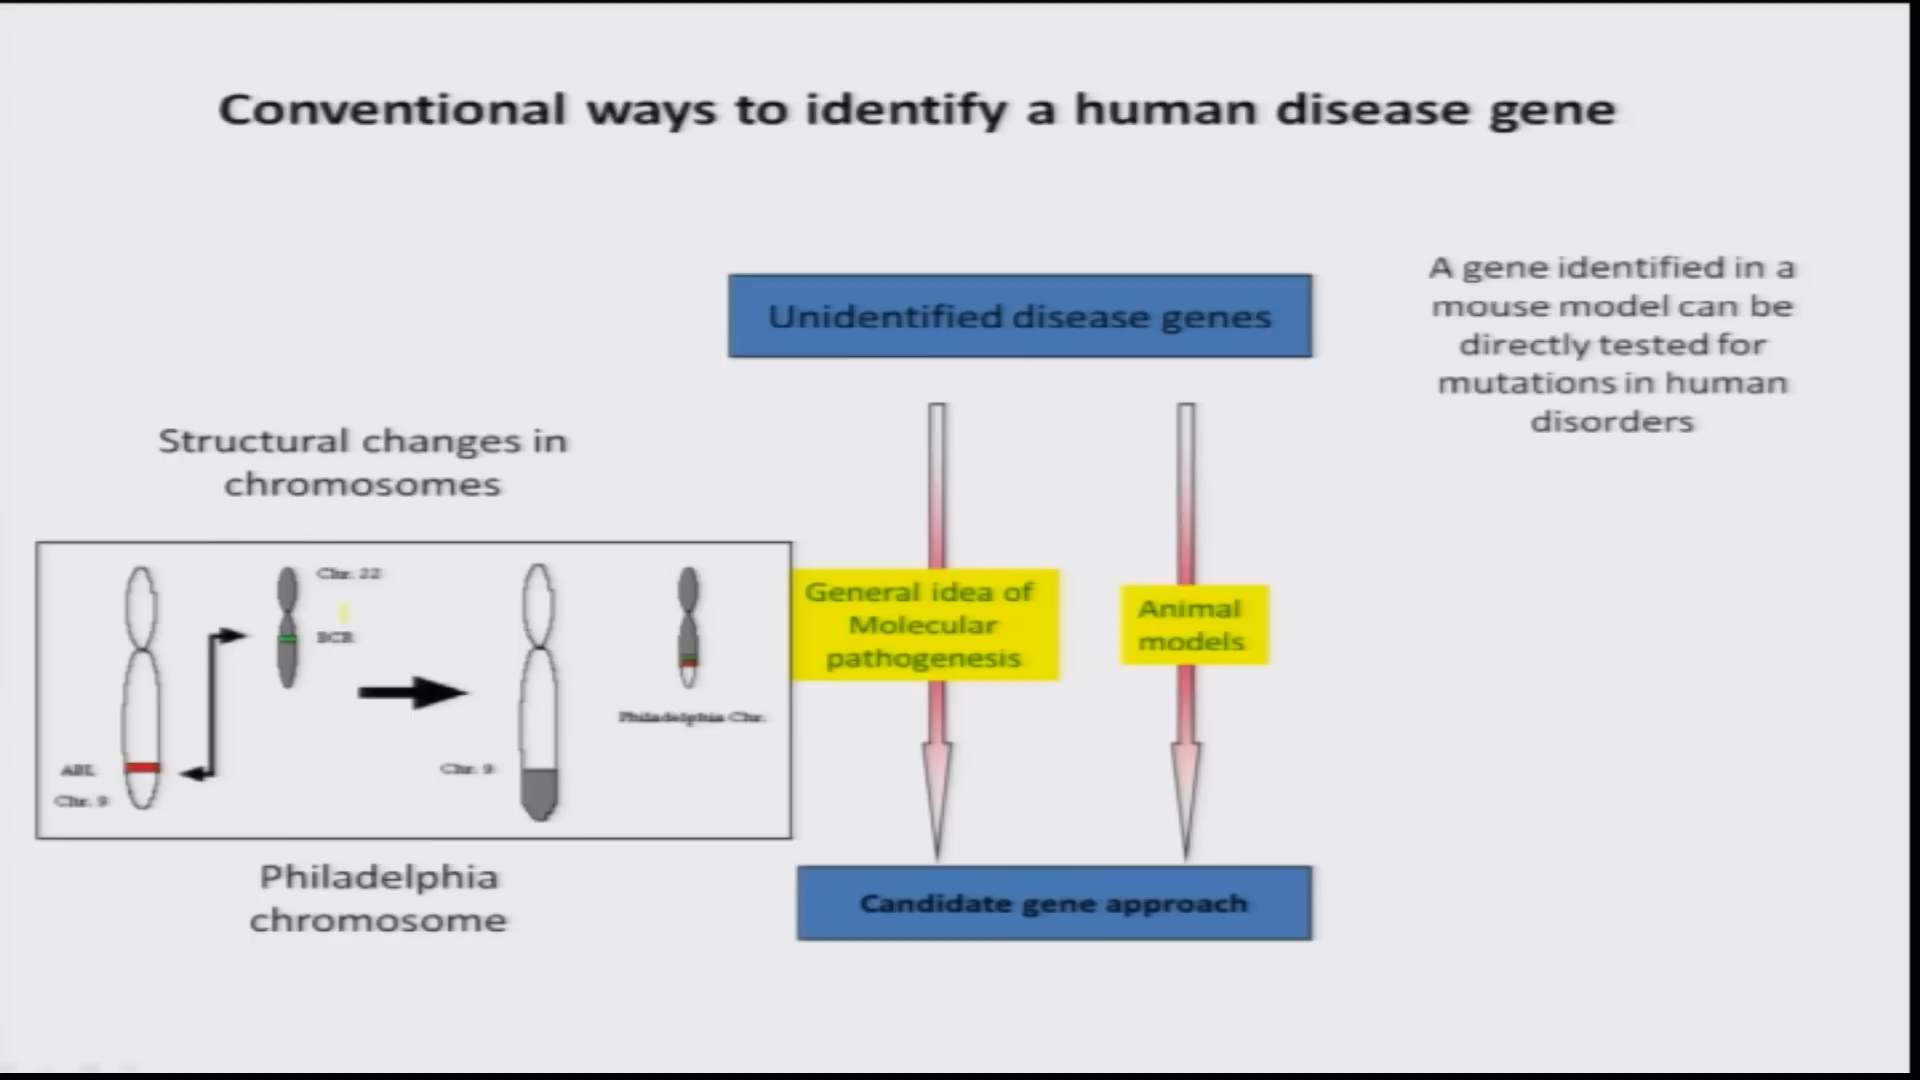 Conventional ways to identify a human disease gene
Unidentified disease genes
A gene identified in a
mouse model can be
directly tested for
mutations in human
disorders
Structural changes in
chromosomes
Chr. 22
BCR
ABL
Chr. 9
Chr. 9
Philadelphia Chr.
General idea of
Molecular
pathogenesis
Animal
models
Philadelphia
chromosome
Candidate gene approach